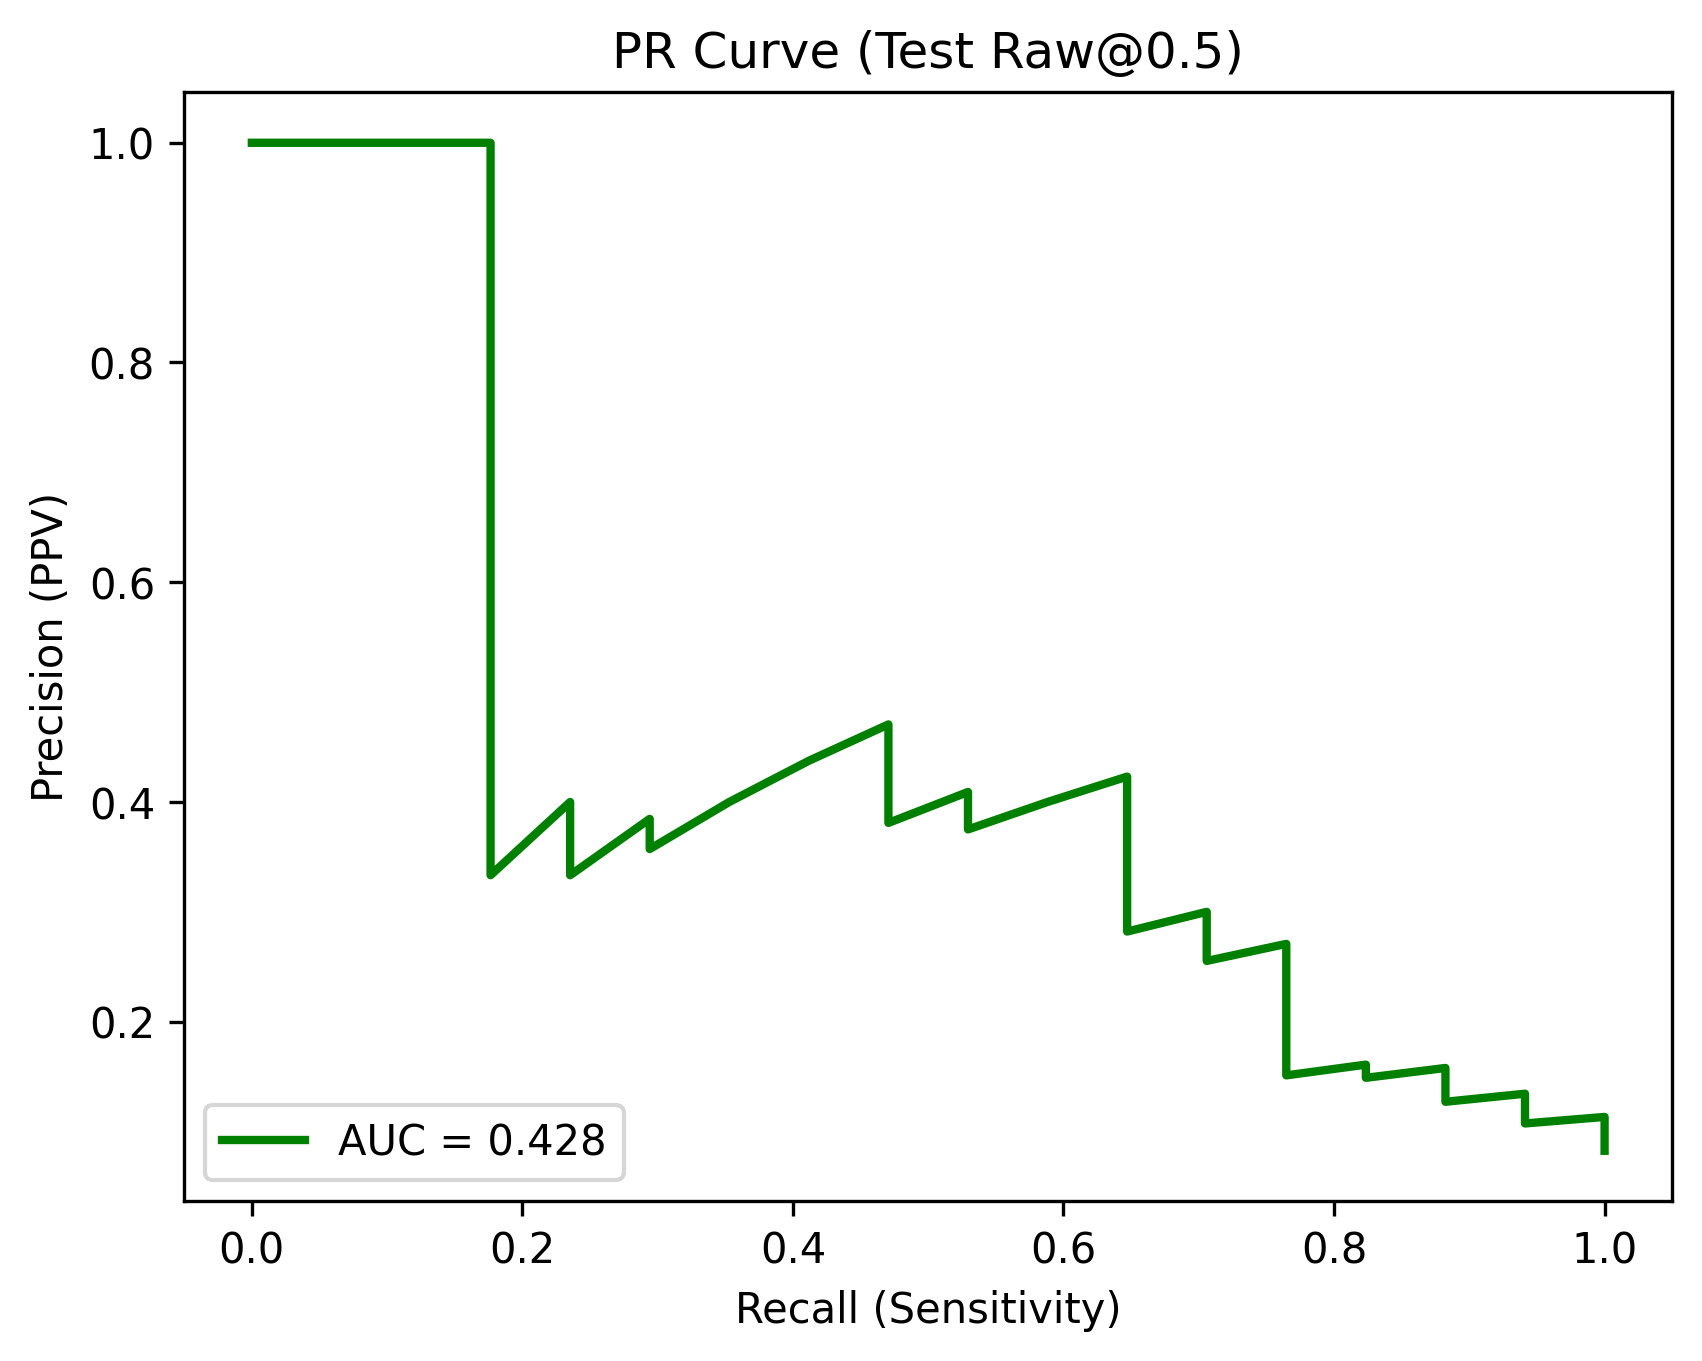 PR Curve (Test Raw@0.5)
Precision (PPV)
1.0
0.8
0.6
0.4
0.2
AUC = 0.428
0.0 0.2 0.4 0.6 0.8 1.0
Recall (Sensitivity)